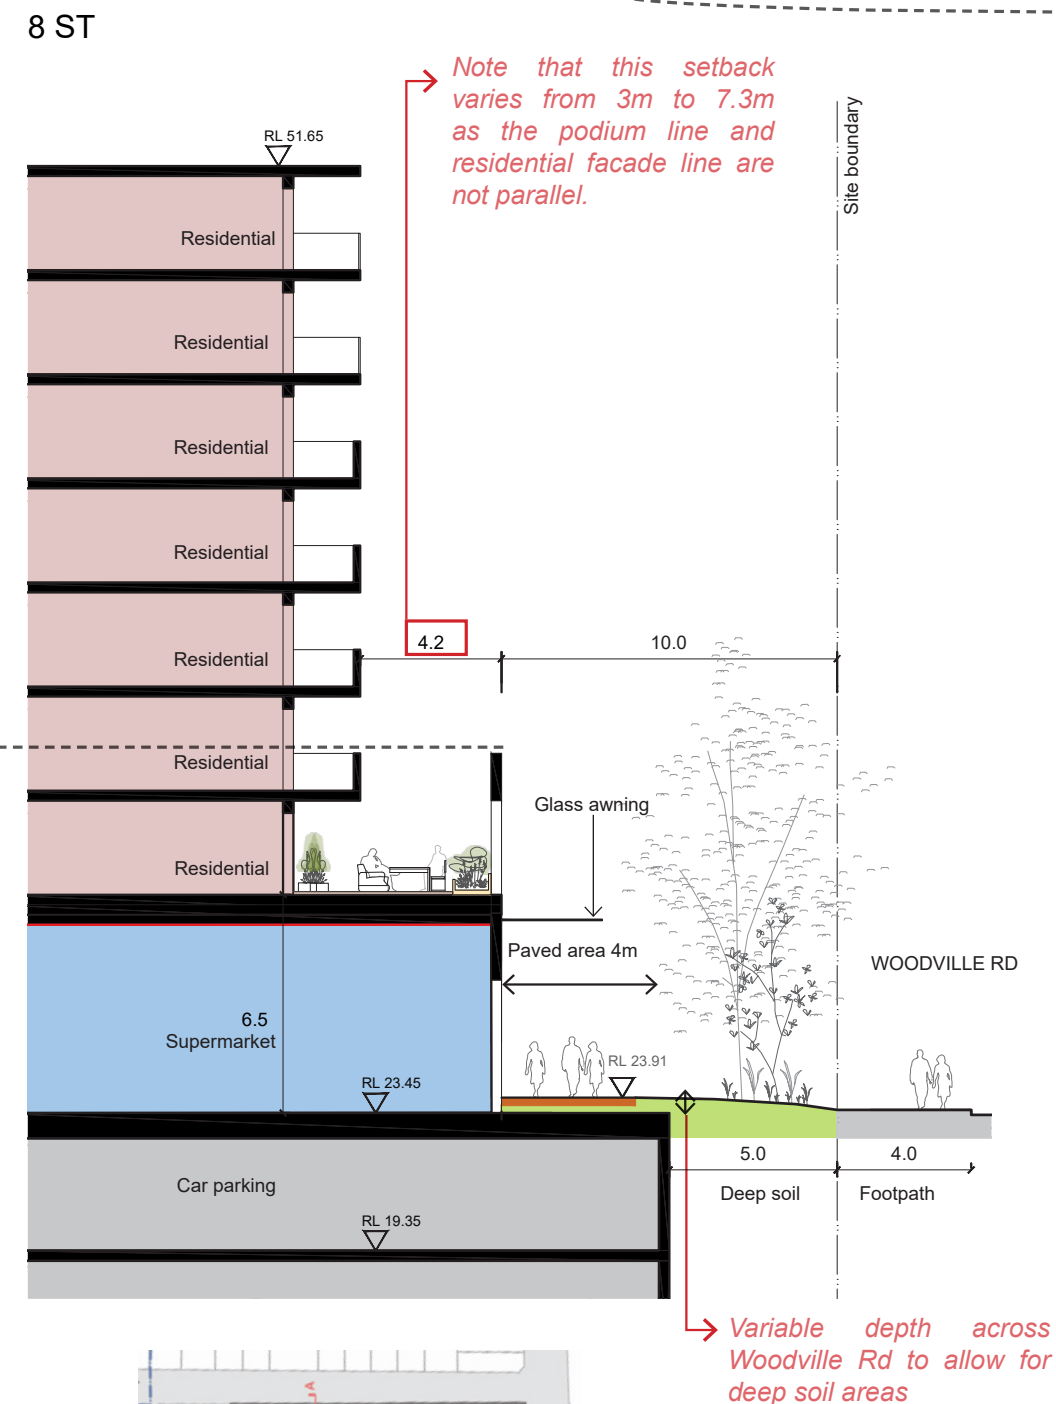 8 ST
Note that this setback
varies from 3m to 7.3m
as the podium line and
residential facade line are
not parallel.
Site boundary
RL 51.65
Residential
Residential
Residential
Residential
4.2
10.0
Residential
Residential
Glass awning
Residential
Paved area 4m
WOODVILLE RD
6.5
Supermarket
RL 23.91
RL 23.45
5.0
4.0
Car parking
Deep soil
Footpath
RL 19.35
Variable depth across
Woodville Rd to allow for
deep soil areas